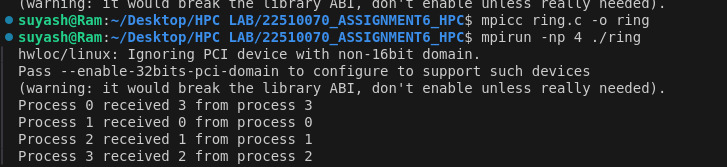 (warning: it would break the library ABI, don't enable unless really needed).
suyash@Ram:~/Desktop/HPC LAB/22510070_ASSIGNMENT6_HPC$ mpicc ring.c -o ring
suyash@Ram:~/Desktop/HPC LAB/22510070_ASSIGNMENT6_HPC$ mpirun -np 4 ./ring
hwloc/linux: Ignoring PCI device with non-16bit domain.
Pass --enable-32bits-pci-domain to configure to support such devices
(warning: it would break the library ABI, don't enable unless really needed).
Process 0 received 3 from process 3
Process 1 received 0 from process 0
Process 2 received 1 from process 1
Process 3 received 2 from process 2